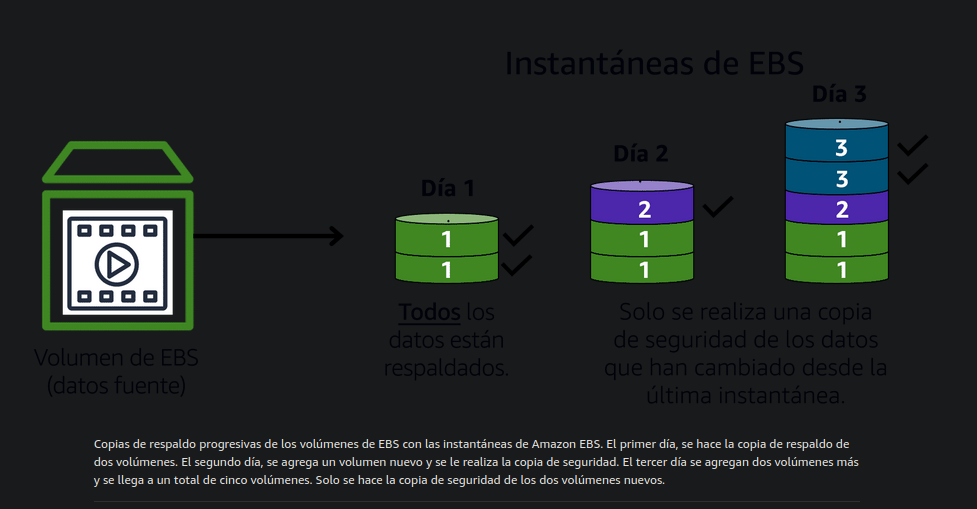 Instantáneas de EBS
Día 3
Día 2
Día 1
3
3
2
2
1
1
1
1
1
1
Volumen de EBS
(datos fuente)
Todos los
datos están
respaldados.
Solo se realiza una copia
de seguridad de los datos
que han cambiado desde la
última instantánea.
Copias de respaldo progresivas de los volúmenes de EBS con las instantáneas de Amazon EBS. El primer día, se hace la copia de respaldo de
dos volúmenes. El segundo día, se agrega un volumen nuevo y se le realiza la copia de seguridad. El tercer día se agregan dos volúmenes más
y se llega a un total de cinco volúmenes. Solo se hace la copia de seguridad de los dos volúmenes nuevos.